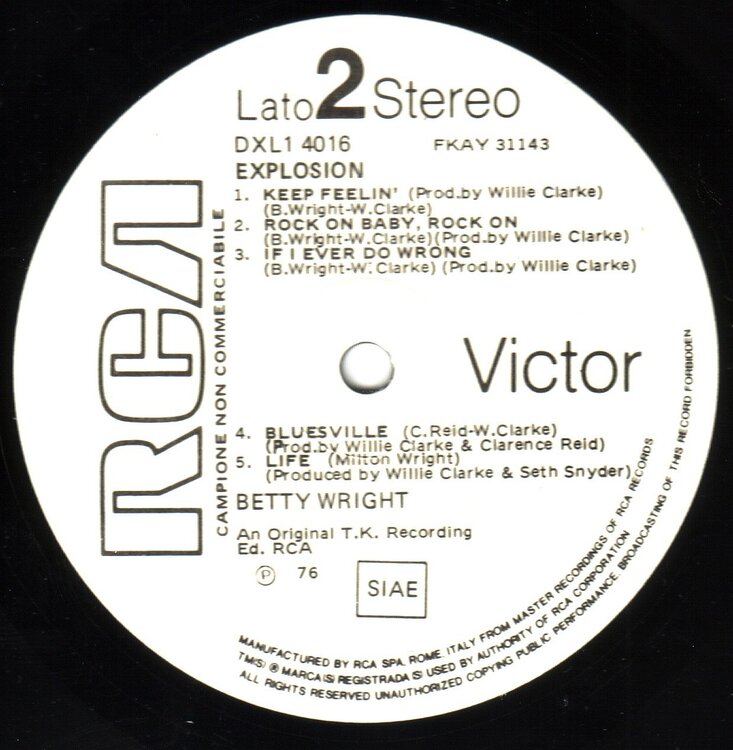 Lato 2 Stereo
DXL1 4016 FKAY 31143
EXPLOSION
1. KEEP FEELIN' (Prod.by Willie Clarke)
(B.Wright-W.Clarke)
2. ROCK ON BABY, ROCK ON
(B.Wright-W.Clarke)(Prod.by Willie Clarke)
3. IF I EVER DO WRONG
(B.Wright-W.Clarke) (Prod.by Willie Clarke)
RCA
CAMPIONE NON COMMERCIABILE
Victor
4. BLUESVILLE (C.Reid-W.Clarke)
(Prod.by Willie Clarke & Clarence Reid)
5. LIFE (Milton Wright)
(Produced by Willie Clarke & Seth Snyder)
BETTY WRIGHT
An Original T.K. Recording
Ed. RCA
Ⓟ 76
SIAE
MANUFACTURED BY RCA SPA. ROME. ITALY FROM MASTER RECORDINGS OF RCA RECORDS
TM(S) ® MARCA(S) REGISTRADA(S) USED BY AUTHORITY OF RCA CORPORATION
ALL RIGHTS RESERVED UNAUTHORIZED COPYING PUBLIC PERFORMANCE. BROADCASTING OF THIS RECORD FORBIDDEN